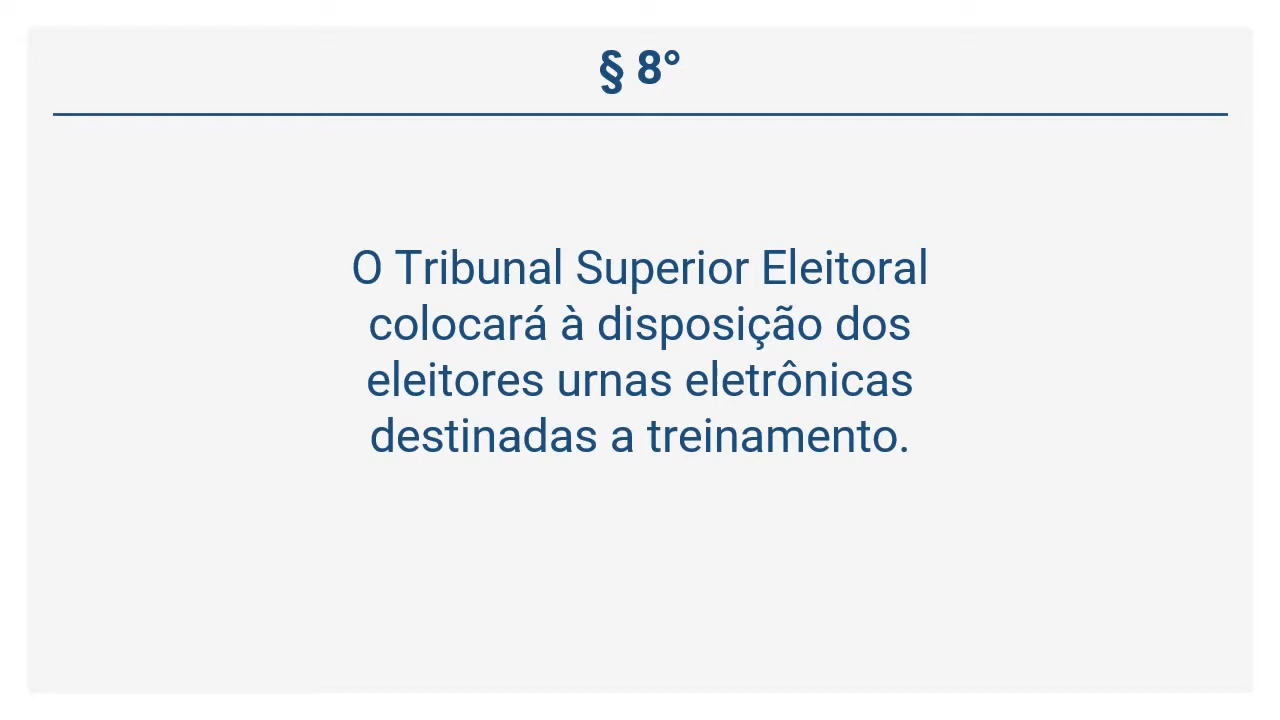 § 8°
O Tribunal Superior Eleitoral
colocará à disposição dos
eleitores urnas eletrônicas
destinadas a treinamento.